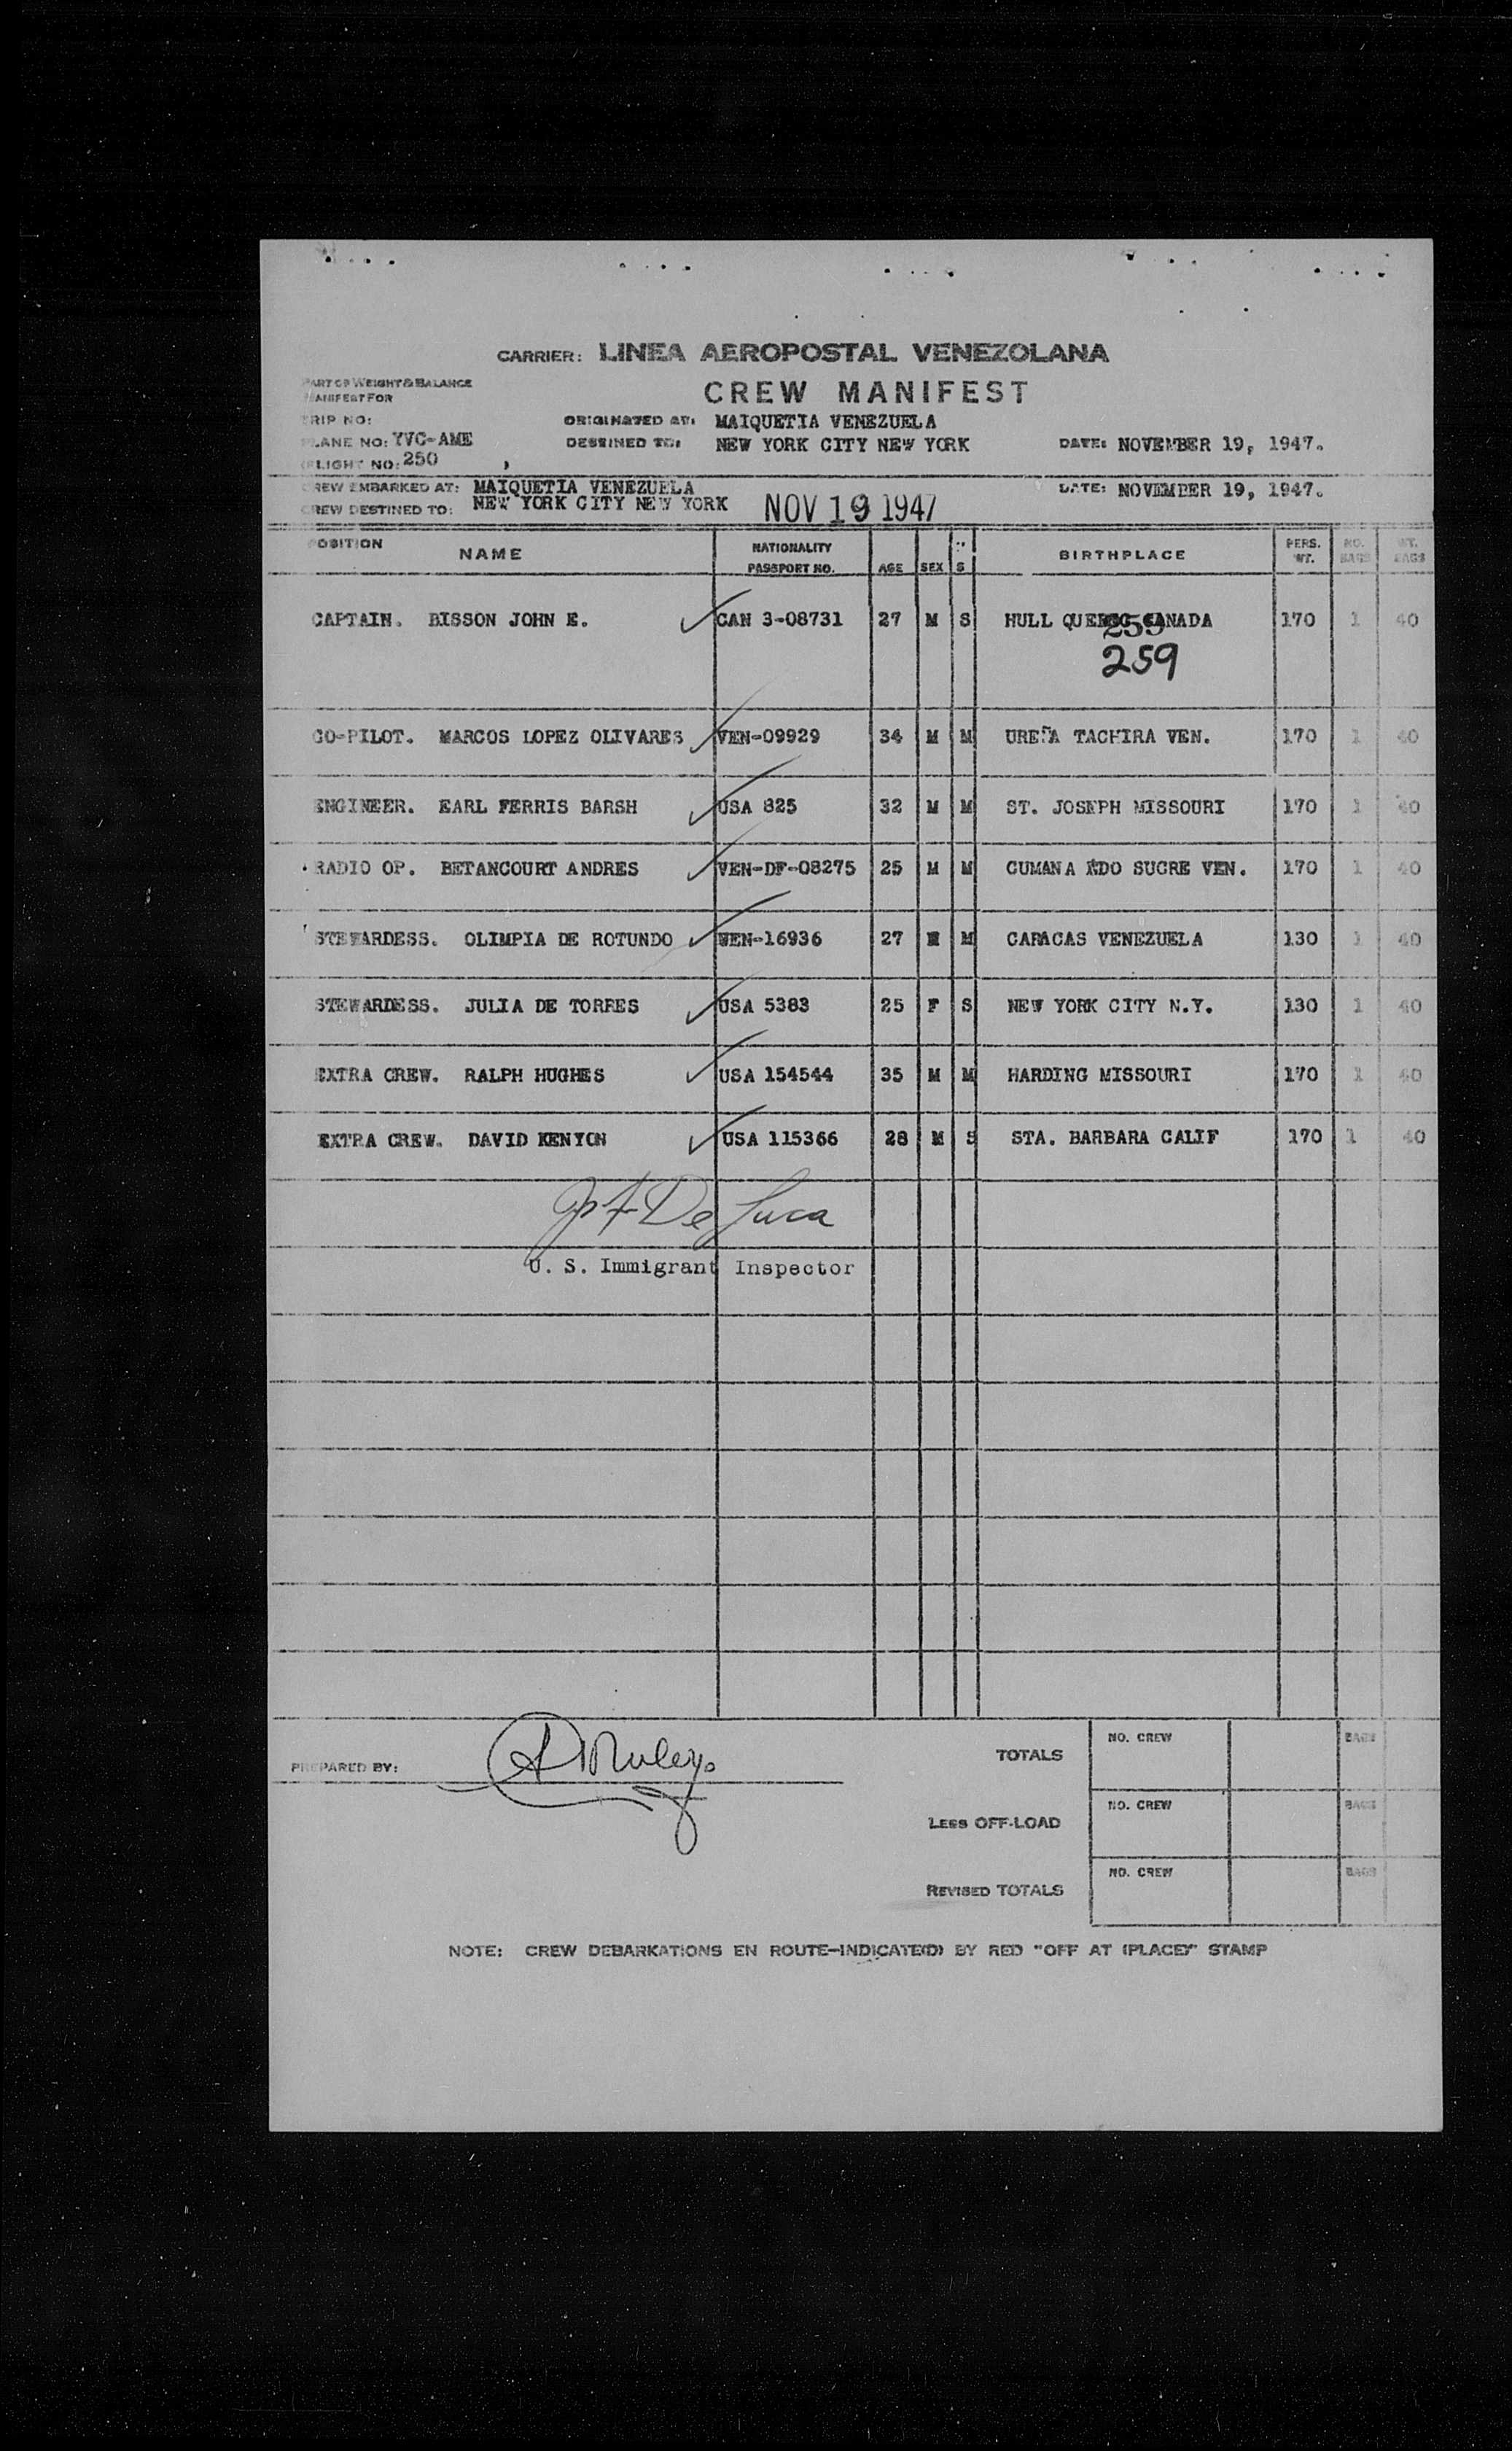 CARRIER: LINEA AEROPOSTAL VENEZOLANA
PART OF WEIGHT & BALANCE
MANIFEST FOR
CREW MANIFEST
TRIP NO: ORIGINATED AT: MAIQUETIA VENEZUELA
PLANE NO: YVC-AME DESTINED TO: NEW YORK CITY NEW YORK DATE: NOVEMBER 19, 1947.
FLIGHT NO: 250
CREW EMBARKED AT: MAIQUETIA VENEZUELA DATE: NOVEMBER 19, 1947.
CREW DESTINED TO: NEW YORK CITY NEW YORK NOV 19 1947
POSITION NAME NATIONALITY PASSPORT NO. AGE SEX M S BIRTHPLACE PERS. WT. NO. BAGS WT. BAGS
CAPTAIN. BISSON JOHN E. CAN 3-08731 27 M S HULL QUEBEC CANADA 170 1 40
259
CO-PILOT. MARCOS LOPEZ OLIVARES VEN-09929 34 M M UREÑA TACHIRA VEN. 170 1 40
ENGINEER. EARL FERRIS BARSH USA 825 32 M M ST. JOSEPH MISSOURI 170 1 40
RADIO OP. BETANCOURT ANDRES VEN-DF-08275 25 M M CUMANA EDO SUCRE VEN. 170 1 40
STEWARDESS. OLIMPIA DE ROTUNDO VEN-16936 27 M CARACAS VENEZUELA 130 1 40
STEWARDESS. JULIA DE TORRES USA 5383 25 F S NEW YORK CITY N.Y. 130 1 40
EXTRA CREW. RALPH HUGHES USA 154544 35 M M HARDING MISSOURI 170 1 40
EXTRA CREW. DAVID KENYON USA 115366 28 M S STA. BARBARA CALIF 170 1 40
De Luca
U. S. Immigrant Inspector
PREPARED BY:
TOTALS NO. CREW BAGS
LESS OFF-LOAD NO. CREW BAGS
REVISED TOTALS NO. CREW BAGS
NOTE: CREW DEBARKATIONS EN ROUTE—INDICATE(D) BY RED "OFF AT (PLACE)" STAMP